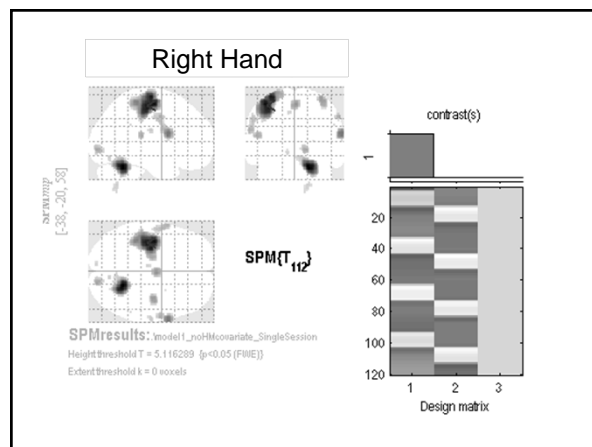 Right Hand
contrast(s)
1
[-38, -20, 58]
SPM{T112}
20
40
60
80
100
120
1 2 3
Design matrix
SPMresults: .\model1_noHMcovariate_SingleSession
Height threshold T = 5.116289 {p<0.05 (FWE)}
Extent threshold k = 0 voxels